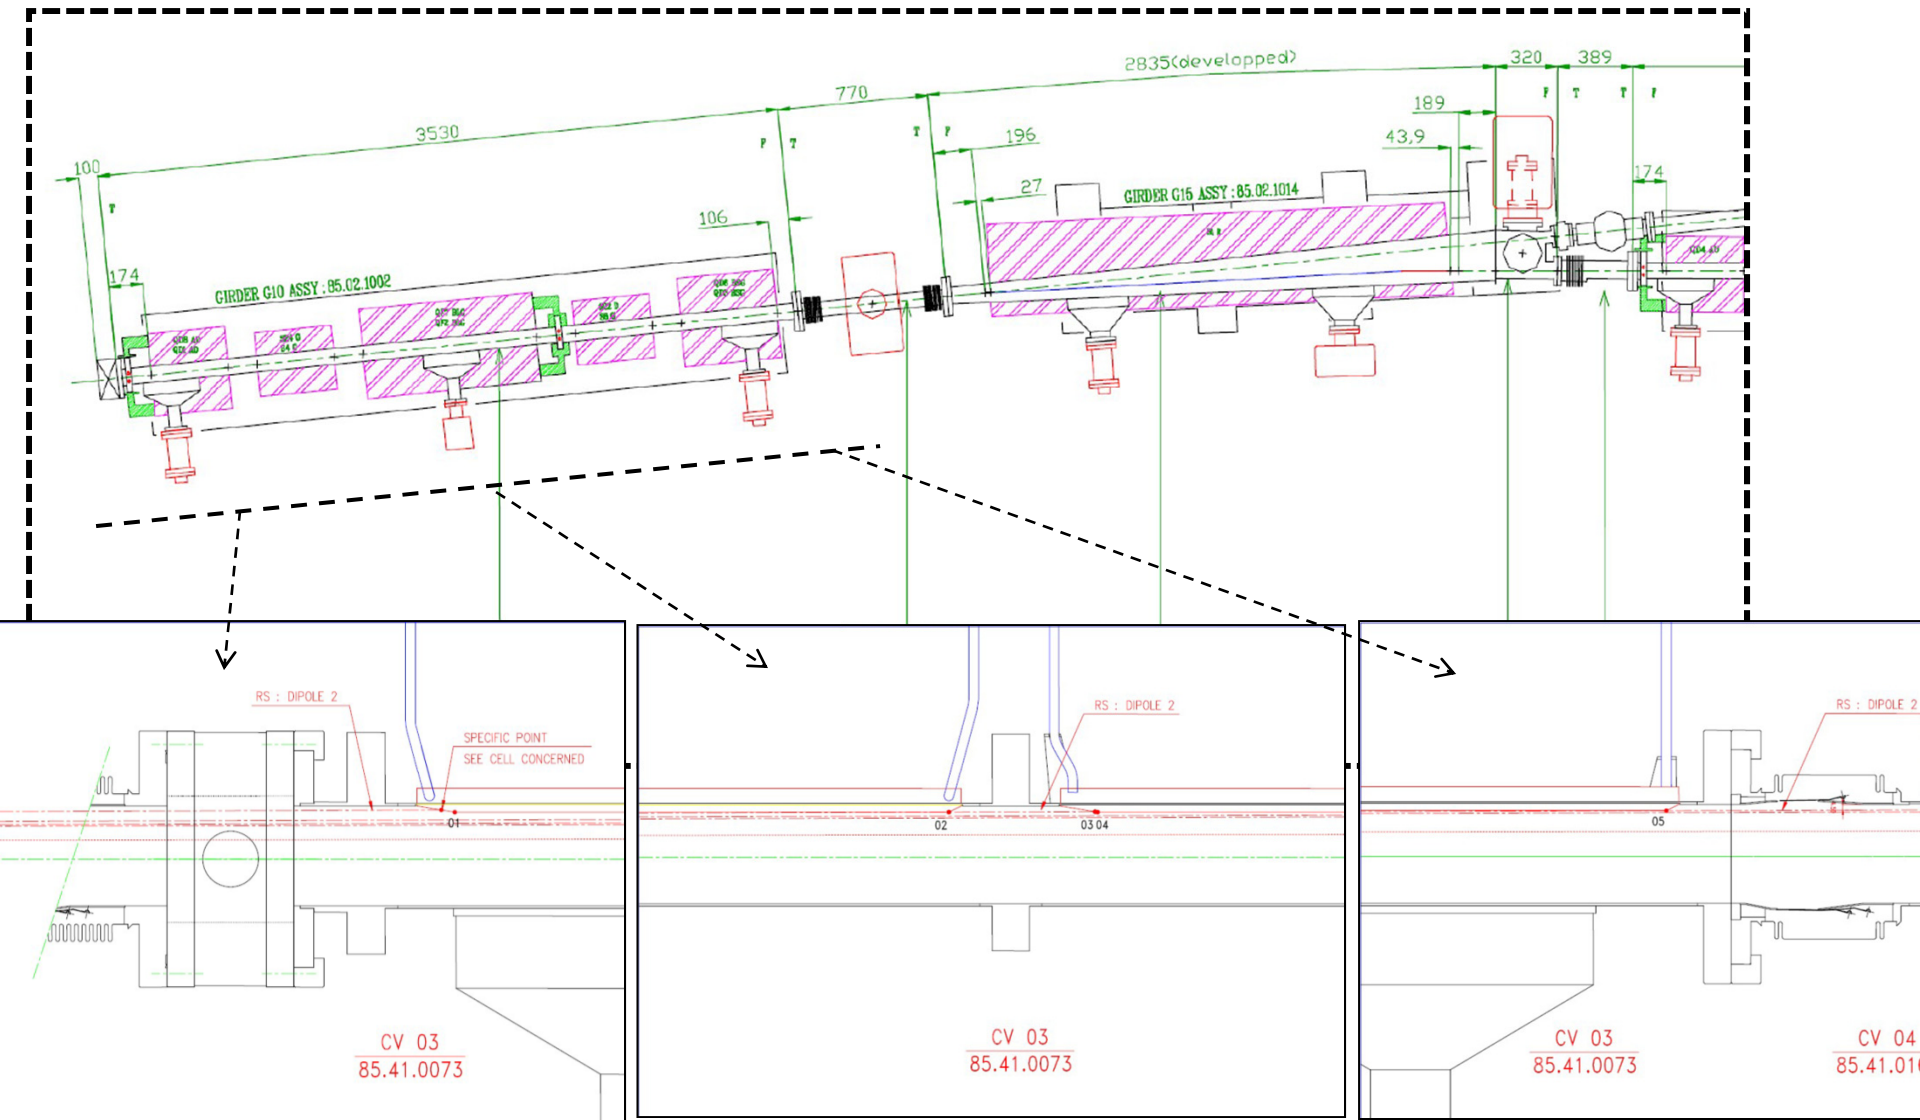 2835(developped)
320
389
770
P
T
T
P
T
T
P
189
3530
196
43,9
P
T
100
27
174
GIRDER G15 ASSY : 85.02.1014
T
106
174
GIRDER G10 ASSY : 85.02.1002
RS : DIPOLE 2
SPECIFIC POINT
SEE CELL CONCERNED
01
CV 03
85.41.0073
RS : DIPOLE 2
02
03 04
CV 03
85.41.0073
RS : DIPOLE 2
05
CV 03
85.41.0073
CV 04
85.41.01